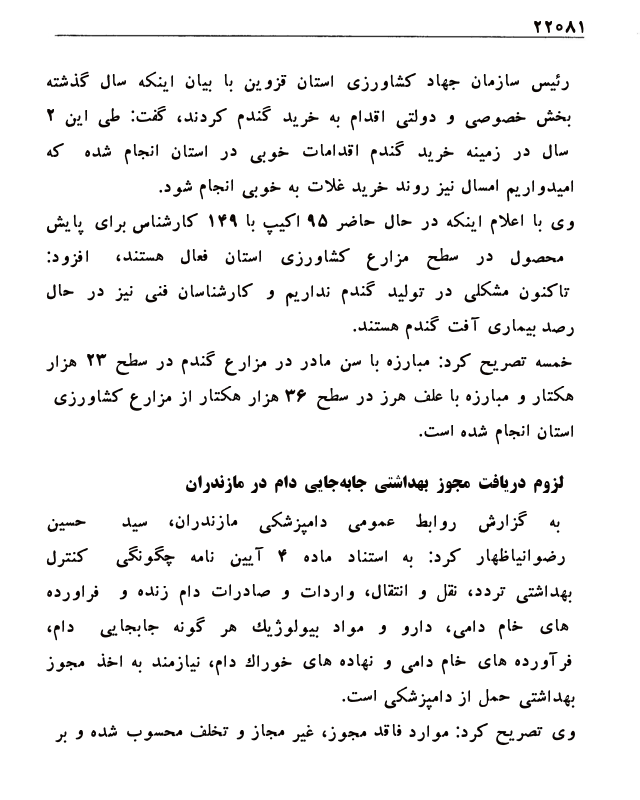 ۲۲۰۸۱
رئیس سازمان جهاد کشاورزی استان قزوین با بیان اینکه سال گذشته
بخش خصوصی و دولتی اقدام به خرید گندم کردند، گفت: طی این ۲
سال در زمینه خرید گندم اقدامات خوبی در استان انجام شده که
امیدواریم امسال نیز روند خرید غلات به خوبی انجام شود.
وی با اعلام اینکه در حال حاضر ۹۵ اکیپ با ۱۴۹ کارشناس برای پایش
محصول در سطح مزارع کشاورزی استان فعال هستند، افزود:
تاکنون مشکلی در تولید گندم نداریم و کارشناسان فنی نیز در حال
رصد بیماری آفت گندم هستند.
خمسه تصریح کرد: مبارزه با سن مادر در مزارع گندم در سطح ۲۳ هزار
هکتار و مبارزه با علف هرز در سطح ۳۶ هزار هکتار از مزارع کشاورزی
استان انجام شده است.
لزوم دریافت مجوز بهداشتی جابه‌جایی دام در مازندران
به گزارش روابط عمومی دامپزشکی مازندران، سید حسین
رضوانیاظهار کرد: به استناد ماده ۴ آیین نامه چگونگی کنترل
بهداشتی تردد، نقل و انتقال، واردات و صادرات دام زنده و فراورده
های خام دامی، دارو و مواد بیولوژیك هر گونه جابجایی دام،
فرآورده های خام دامی و نهاده های خوراك دام، نیازمند به اخذ مجوز
بهداشتی حمل از دامپزشکی است.
وی تصریح کرد: موارد فاقد مجوز، غیر مجاز و تخلف محسوب شده و بر